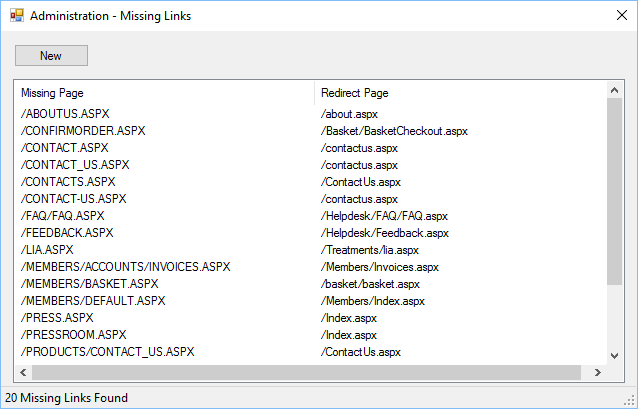 Administration - Missing Links
New
Missing Page Redirect Page
/ABOUTUS.ASPX /about.aspx
/CONFIRMORDER.ASPX /Basket/BasketCheckout.aspx
/CONTACT.ASPX /contactus.aspx
/CONTACT_US.ASPX /contactus.aspx
/CONTACTS.ASPX /ContactUs.aspx
/CONTACT-US.ASPX /contactus.aspx
/FAQ/FAQ.ASPX /Helpdesk/FAQ/FAQ.aspx
/FEEDBACK.ASPX /Helpdesk/Feedback.aspx
/LIA.ASPX /Treatments/lia.aspx
/MEMBERS/ACCOUNTS/INVOICES.ASPX /Members/Invoices.aspx
/MEMBERS/BASKET.ASPX /basket/basket.aspx
/MEMBERS/DEFAULT.ASPX /Members/Index.aspx
/PRESS.ASPX /Index.aspx
/PRESSROOM.ASPX /Index.aspx
/PRODUCTS/CONTACT_US.ASPX /ContactUs.aspx
20 Missing Links Found